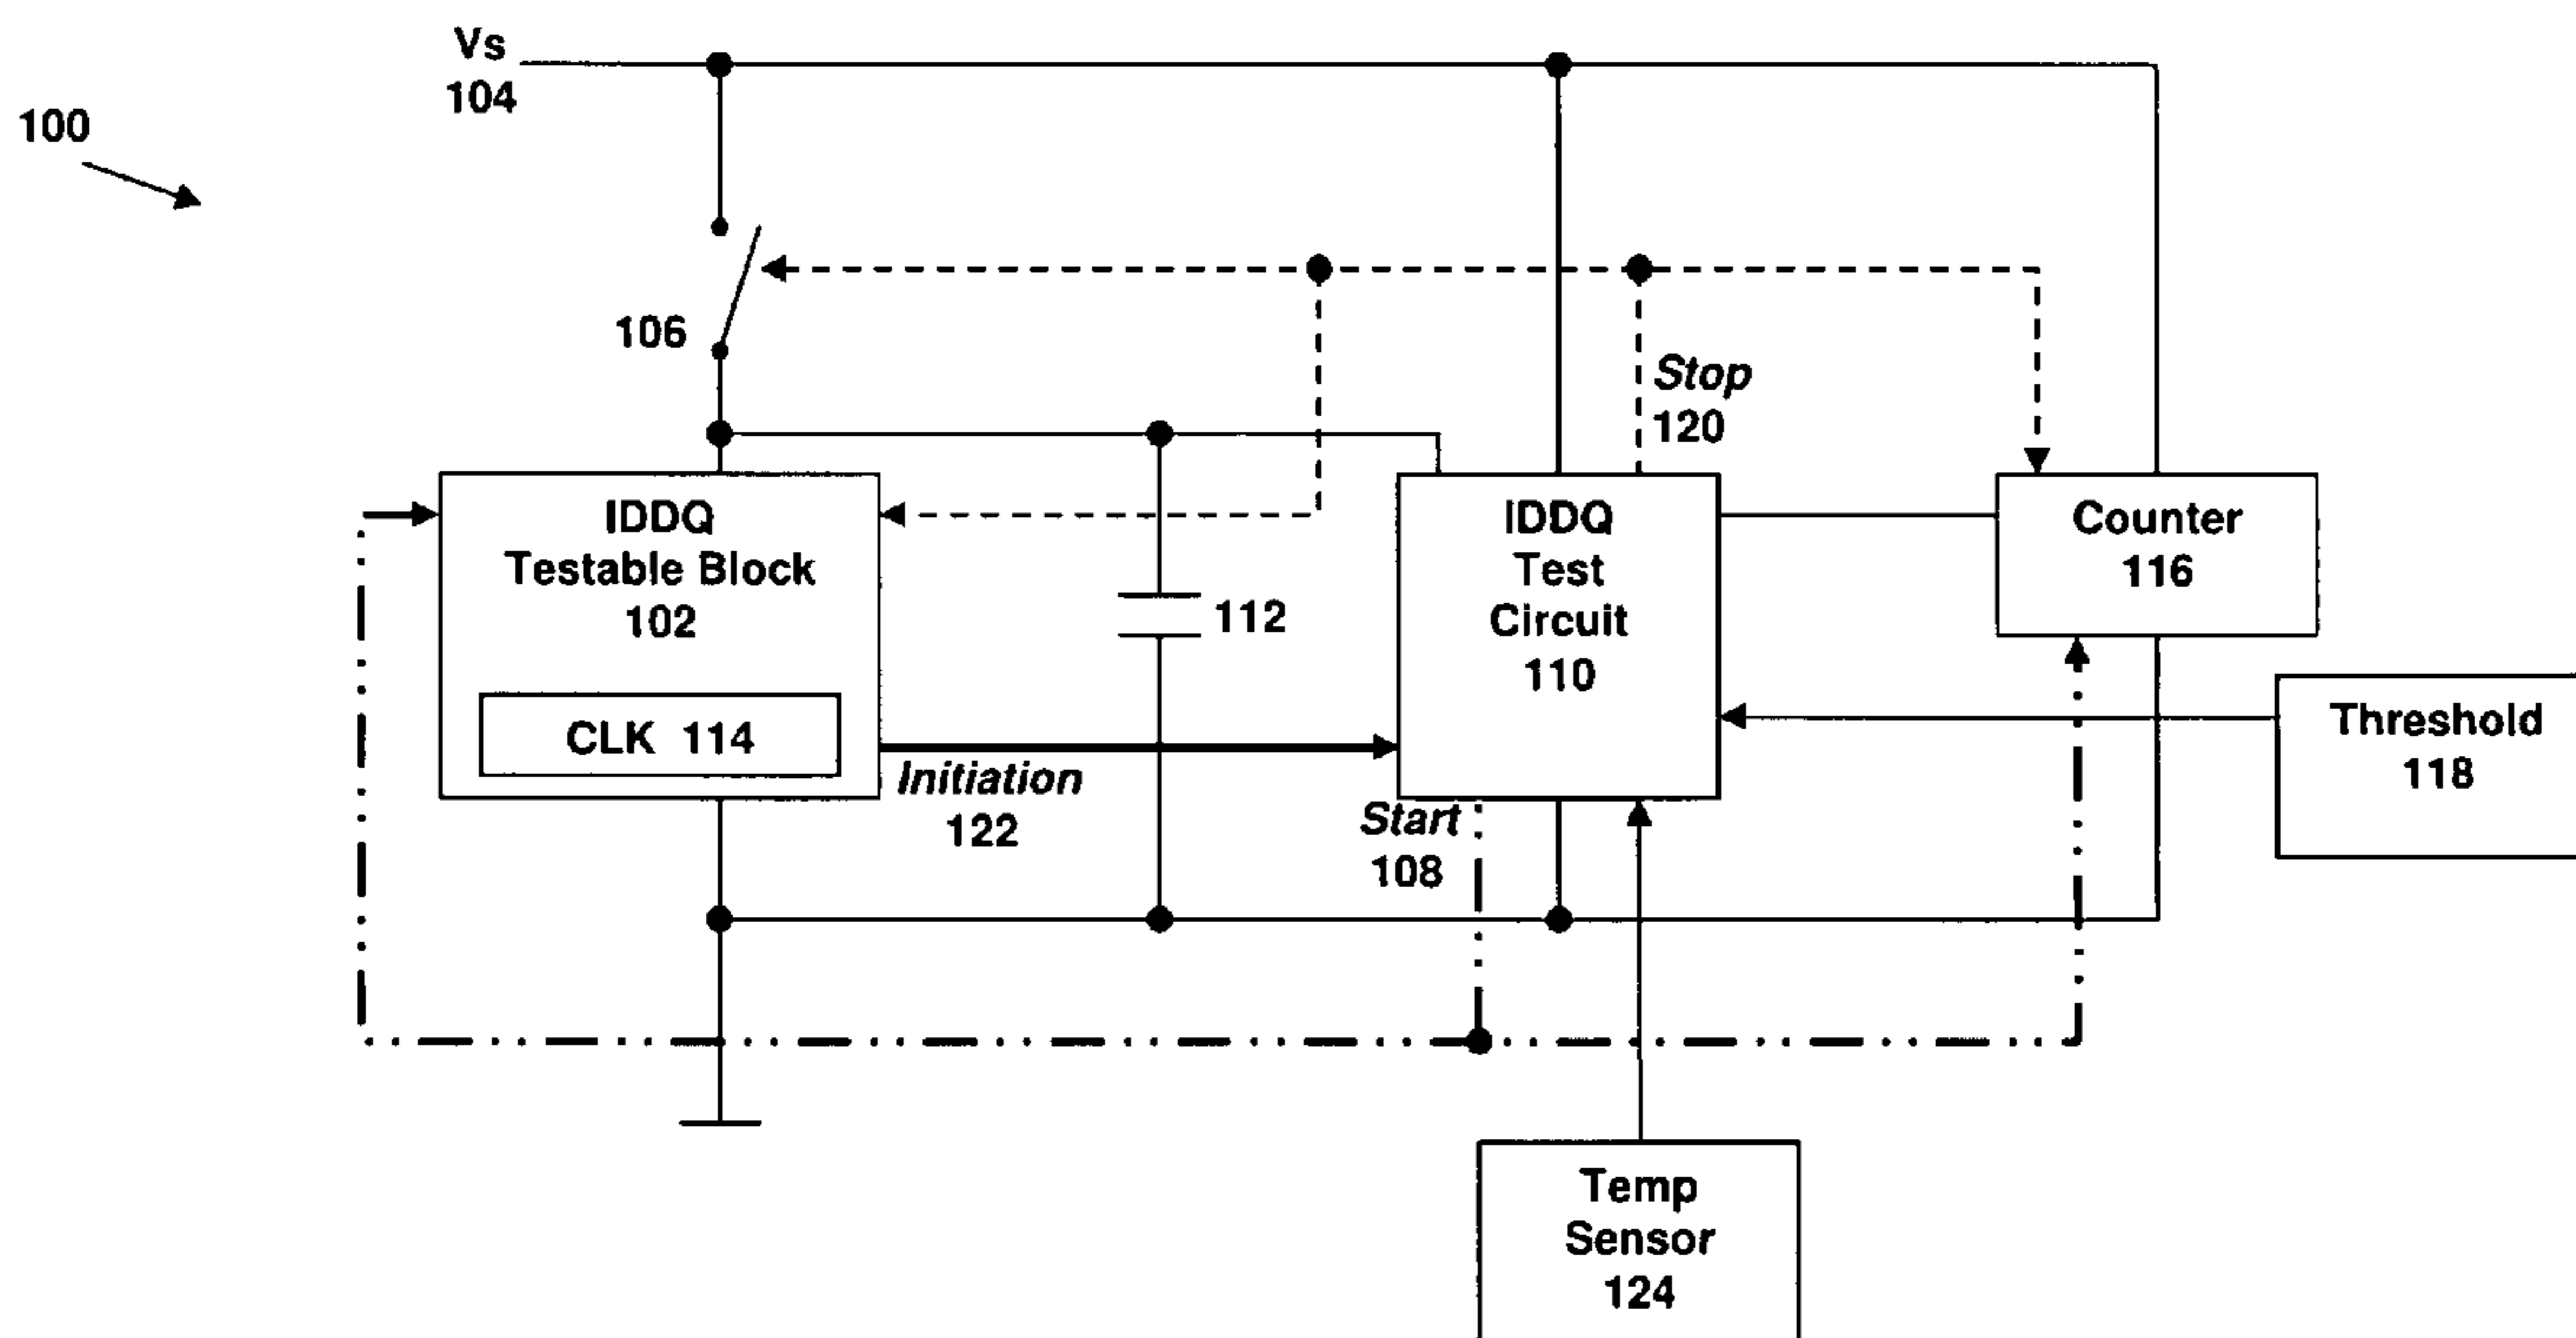 Vs
104
100
106
Stop
120
IDDQ
Testable Block
102
CLK 114
112
IDDQ
Test
Circuit
110
Counter
116
Threshold
118
Initiation
122
Start
108
Temp
Sensor
124